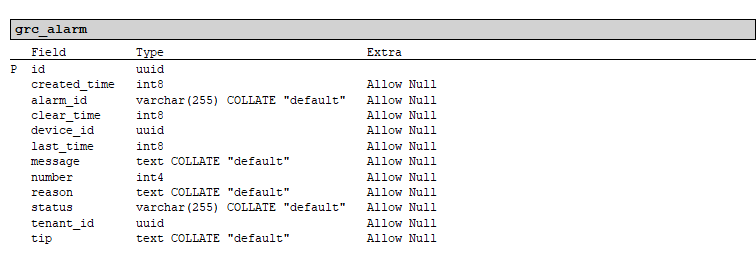 grc_alarm
Field Type Extra
P id uuid
created_time int8 Allow Null
alarm_id varchar(255) COLLATE "default" Allow Null
clear_time int8 Allow Null
device_id uuid Allow Null
last_time int8 Allow Null
message text COLLATE "default" Allow Null
number int4 Allow Null
reason text COLLATE "default" Allow Null
status varchar(255) COLLATE "default" Allow Null
tenant_id uuid Allow Null
tip text COLLATE "default" Allow Null